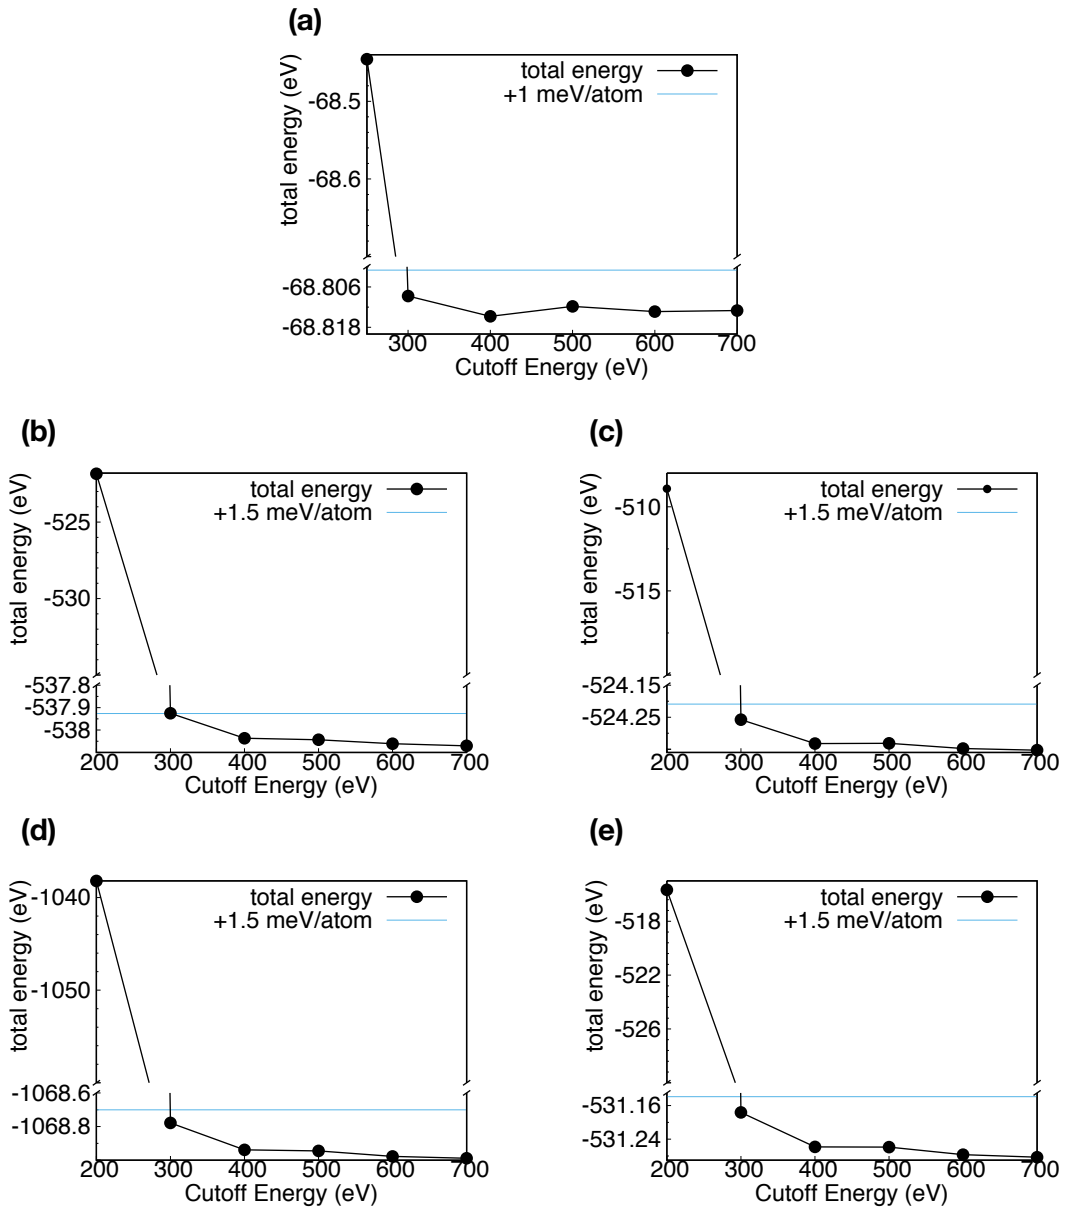 (a)
total energy (eV)
-68.5
-68.6
-68.806
-68.818
total energy
+1 meV/atom
300 400 500 600 700
Cutoff Energy (eV)
(b)
total energy (eV)
-525
-530
-537.8
-537.9
-538
total energy
+1.5 meV/atom
200 300 400 500 600 700
Cutoff Energy (eV)
(c)
total energy (eV)
-510
-515
-524.15
-524.25
total energy
+1.5 meV/atom
200 300 400 500 600 700
Cutoff Energy (eV)
(d)
total energy (eV)
-1040
-1050
-1068.6
-1068.8
total energy
+1.5 meV/atom
200 300 400 500 600 700
Cutoff Energy (eV)
(e)
total energy (eV)
-518
-522
-526
-531.16
-531.24
total energy
+1.5 meV/atom
200 300 400 500 600 700
Cutoff Energy (eV)